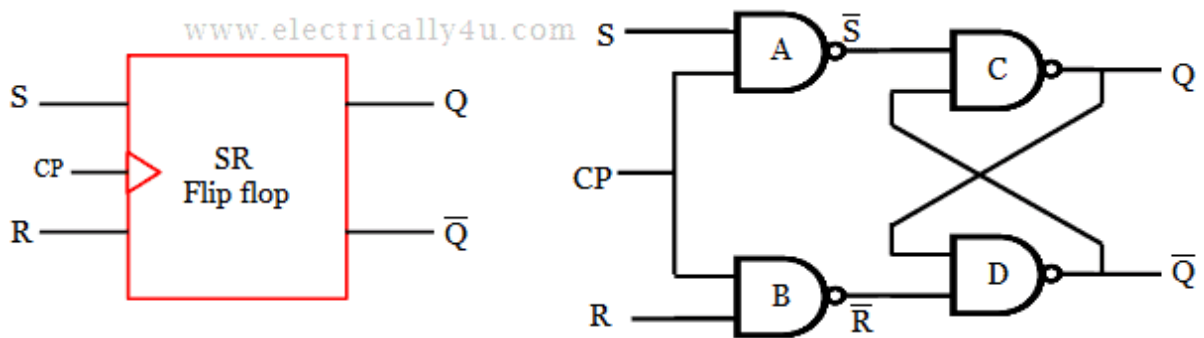 www.electrically4u.com
S
CP
R
SR
Flip flop
Q
Q̅
S
CP
R
A
B
S̅
R̅
C
D
Q
Q̅